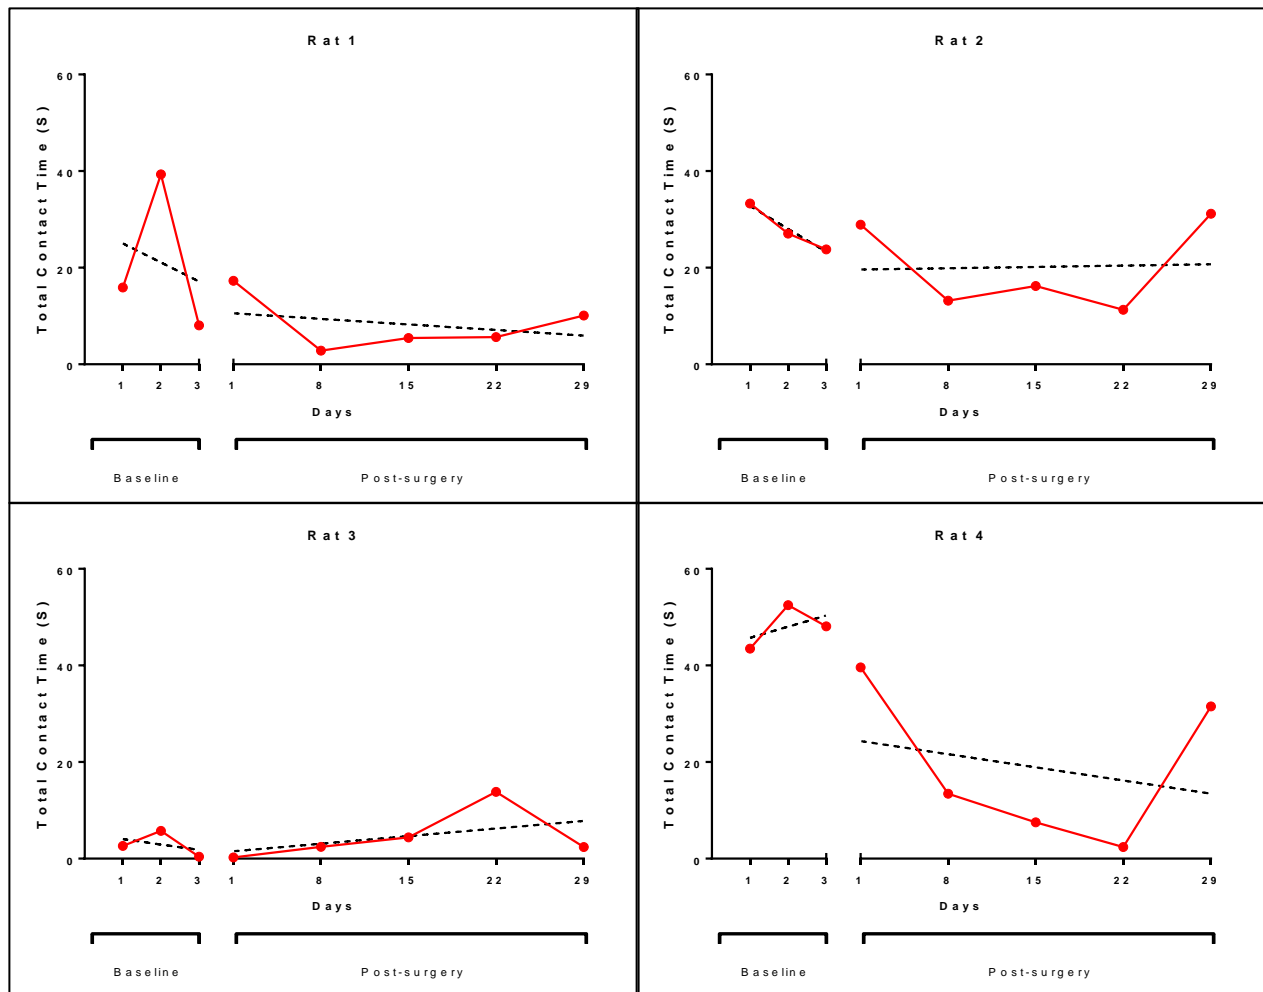 Rat 1
Total Contact Time (S)
60
40
20
0
1 2 3 1 8 15 22 29
Days
Baseline Post-surgery
Rat 2
Total Contact Time (S)
60
40
20
0
1 2 3 1 8 15 22 29
Days
Baseline Post-surgery
Rat 3
Total Contact Time (S)
60
40
20
0
1 2 3 1 8 15 22 29
Days
Baseline Post-surgery
Rat 4
Total Contact Time (S)
60
40
20
0
1 2 3 1 8 15 22 29
Days
Baseline Post-surgery